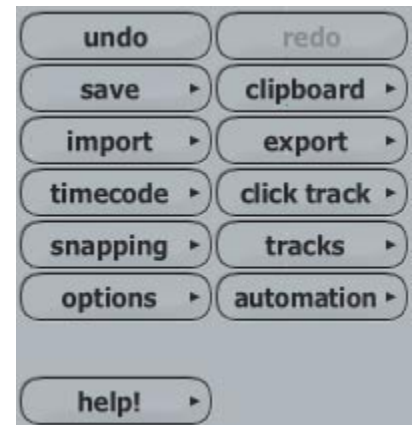 undo redo
save clipboard
import export
timecode click track
snapping tracks
options automation
help!